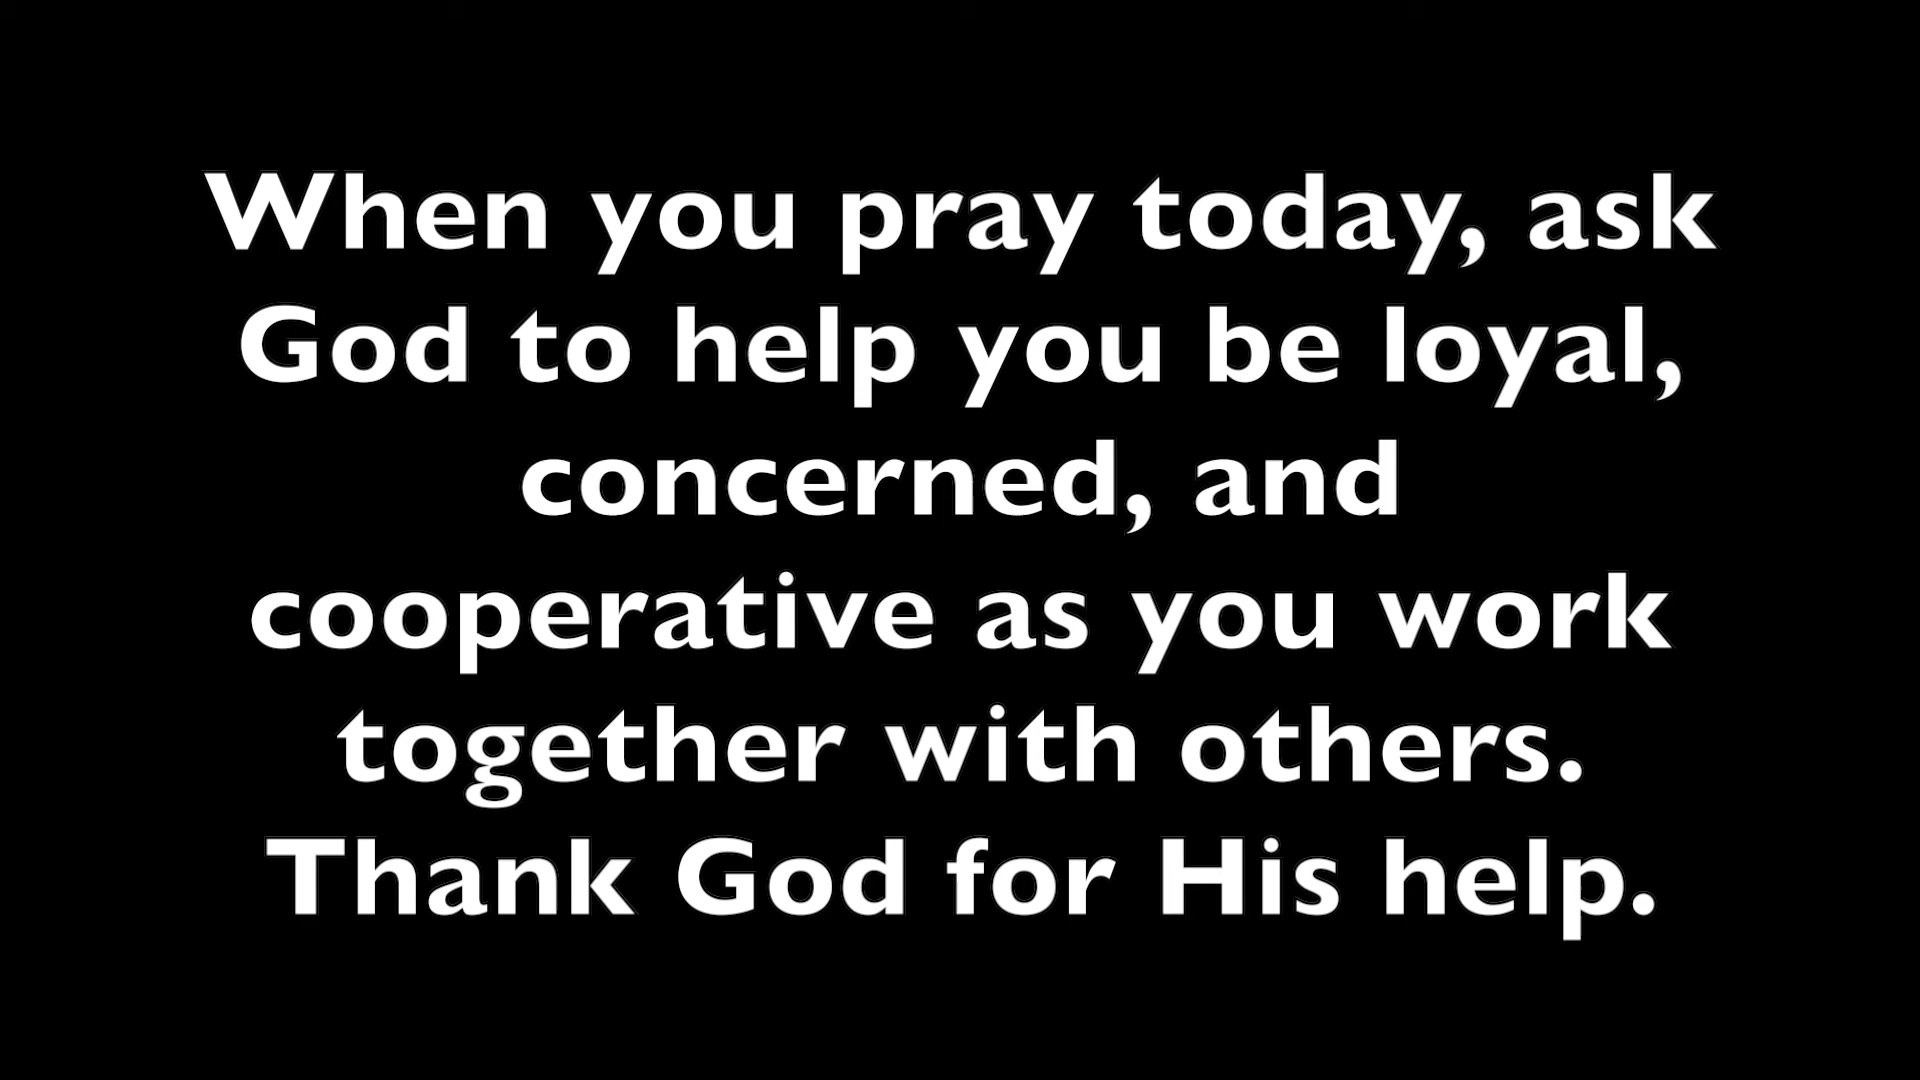 When you pray today, ask
God to help you be loyal,
concerned, and
cooperative as you work
together with others.
Thank God for His help.